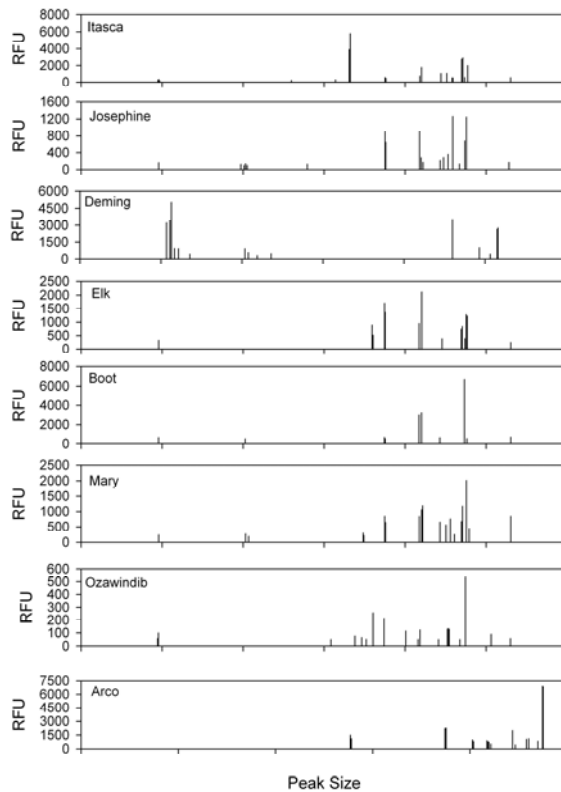 Itasca
RFU
8000
6000
4000
2000
0
Josephine
RFU
1600
1200
800
400
0
Deming
RFU
6000
4500
3000
1500
0
Elk
RFU
2500
2000
1500
1000
500
0
Boot
RFU
8000
6000
4000
2000
0
Mary
RFU
2500
2000
1500
1000
500
0
Ozawindib
RFU
600
500
400
300
200
100
0
Arco
RFU
7500
6000
4500
3000
1500
0
Peak Size